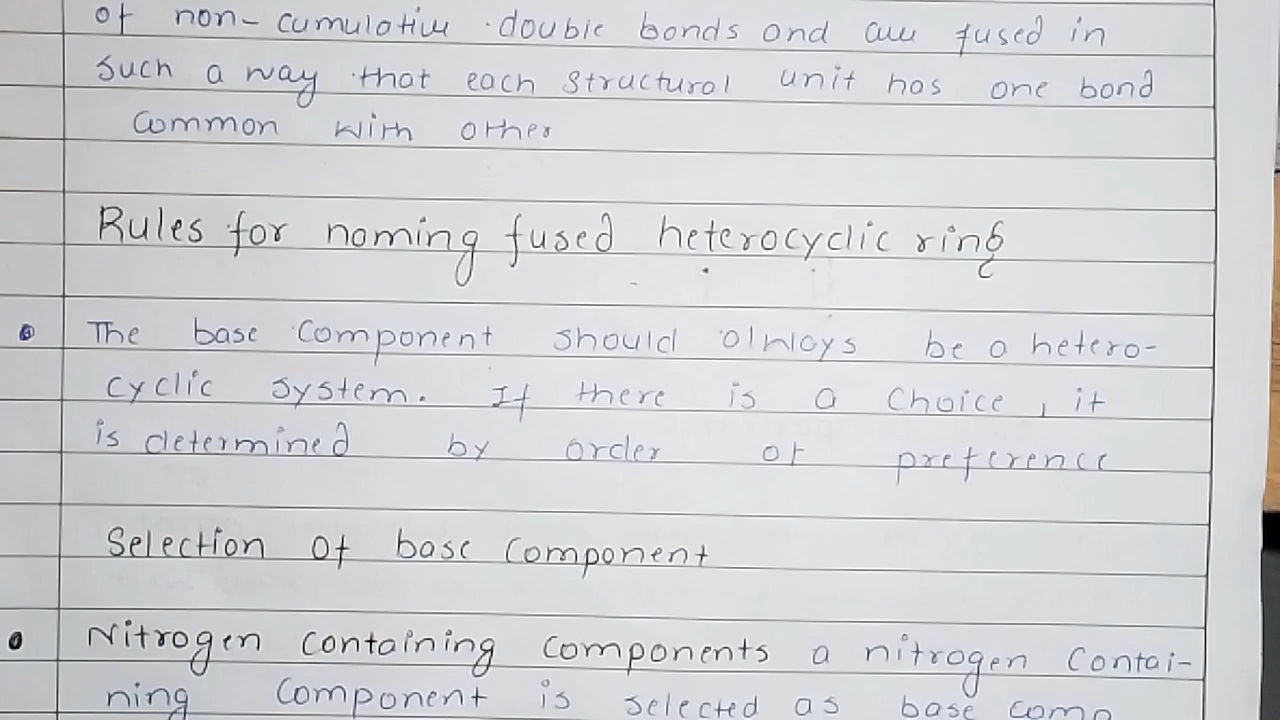 of non-cumulative double bonds and are fused in
such a way that each structural unit has one bond
common with other
Rules for naming fused heterocyclic ring
The base component should always be a hetero-
cyclic system. If there is a choice, it
is determined by order of preference
Selection of base component
Nitrogen containing components a nitrogen contai-
ning component is selected as base comp